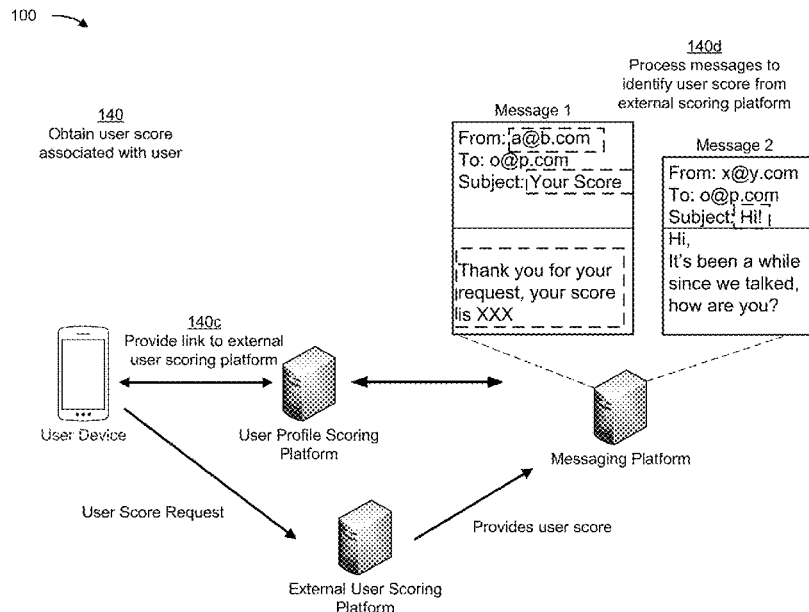 100
140
Obtain user score
associated with user
140d
Process messages to
identify user score from
external scoring platform
Message 1
From: a@b.com
To: o@p.com
Subject: Your Score
Thank you for your
request, your score
is XXX
Message 2
From: x@y.com
To: o@p.com
Subject: Hi!
Hi,
It's been a while
since we talked,
how are you?
140c
Provide link to external
user scoring platform
User Device
User Profile Scoring
Platform
Messaging Platform
User Score Request
Provides user score
External User Scoring
Platform